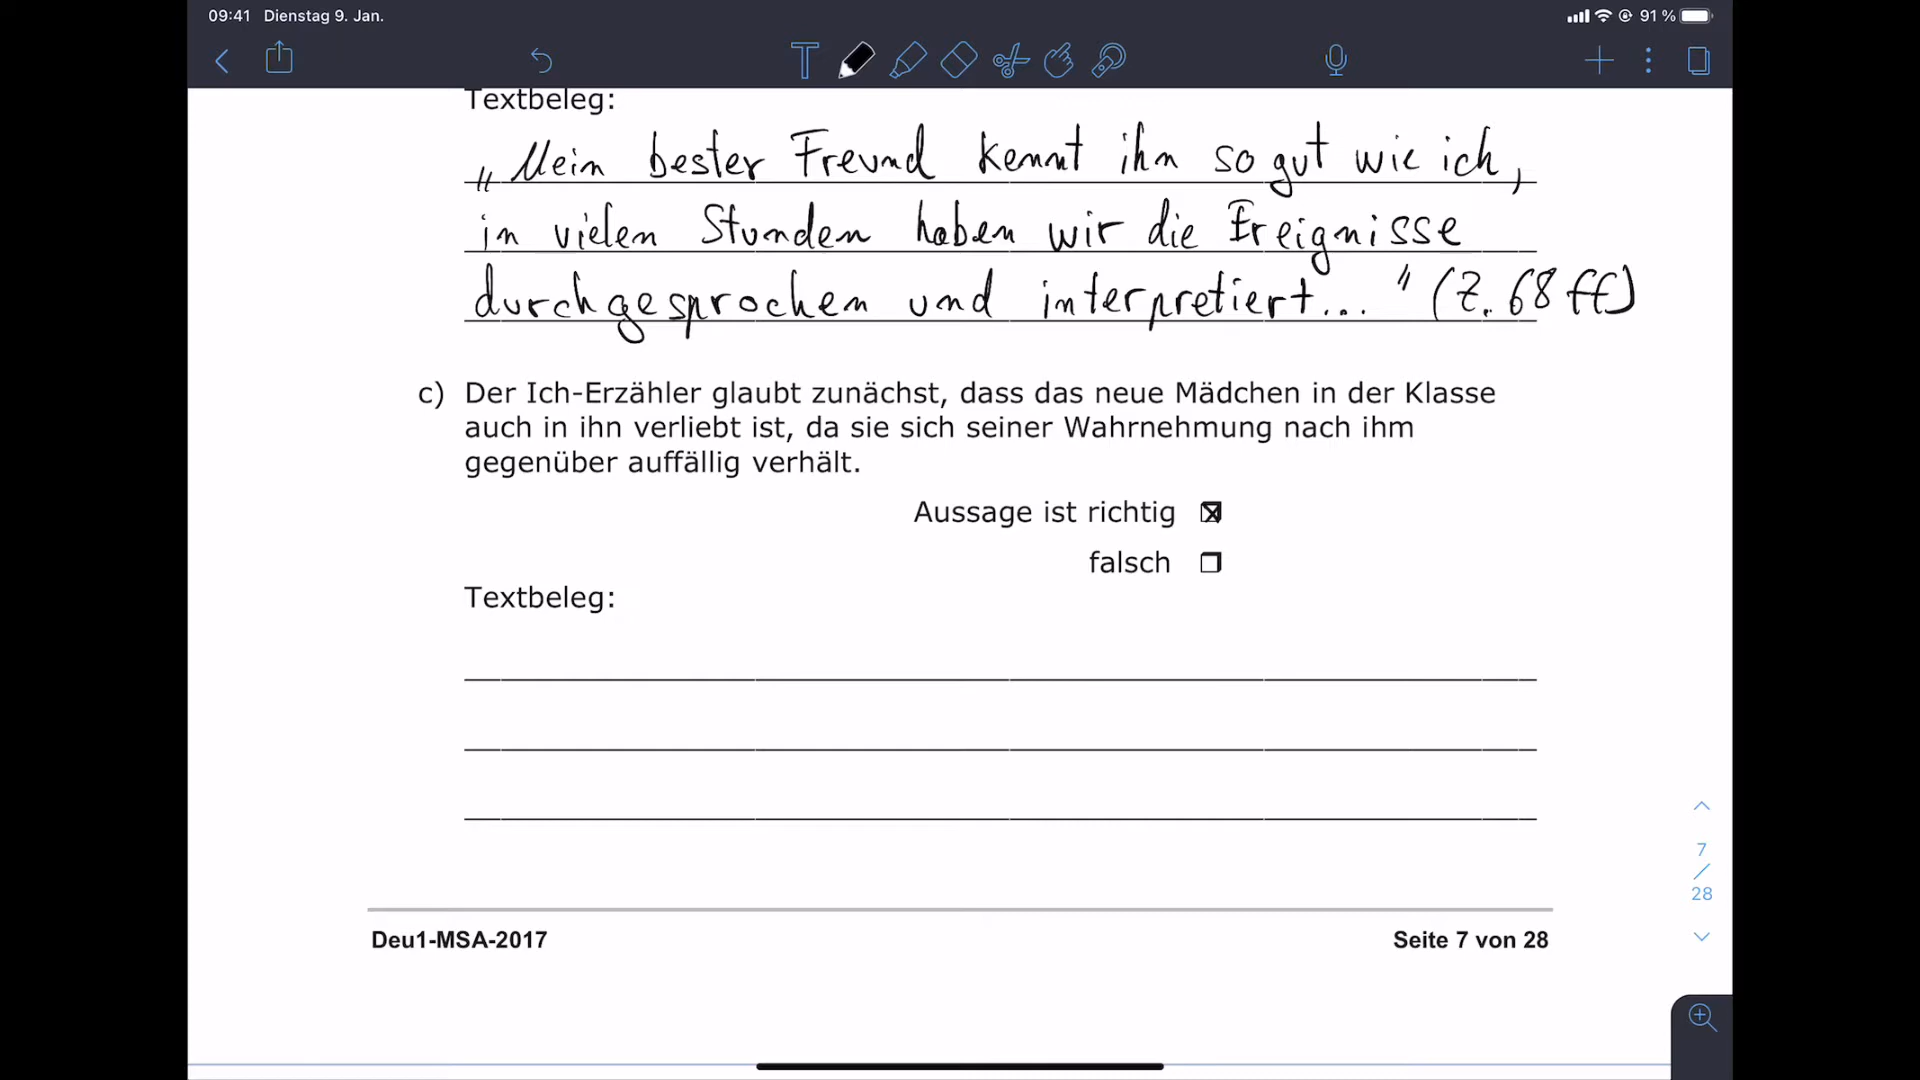 09:41 Dienstag 9. Jan. 91 %
Textbeleg:
„Mein bester Freund kennt ihn so gut wie ich,
in vielen Stunden haben wir die Ereignisse
durchgesprochen und interpretiert..." (Z. 68 ff)
c) Der Ich-Erzähler glaubt zunächst, dass das neue Mädchen in der Klasse
auch in ihn verliebt ist, da sie sich seiner Wahrnehmung nach ihm
gegenüber auffällig verhält.
Aussage ist richtig
falsch
Textbeleg:
7
/
28
Deu1-MSA-2017 Seite 7 von 28